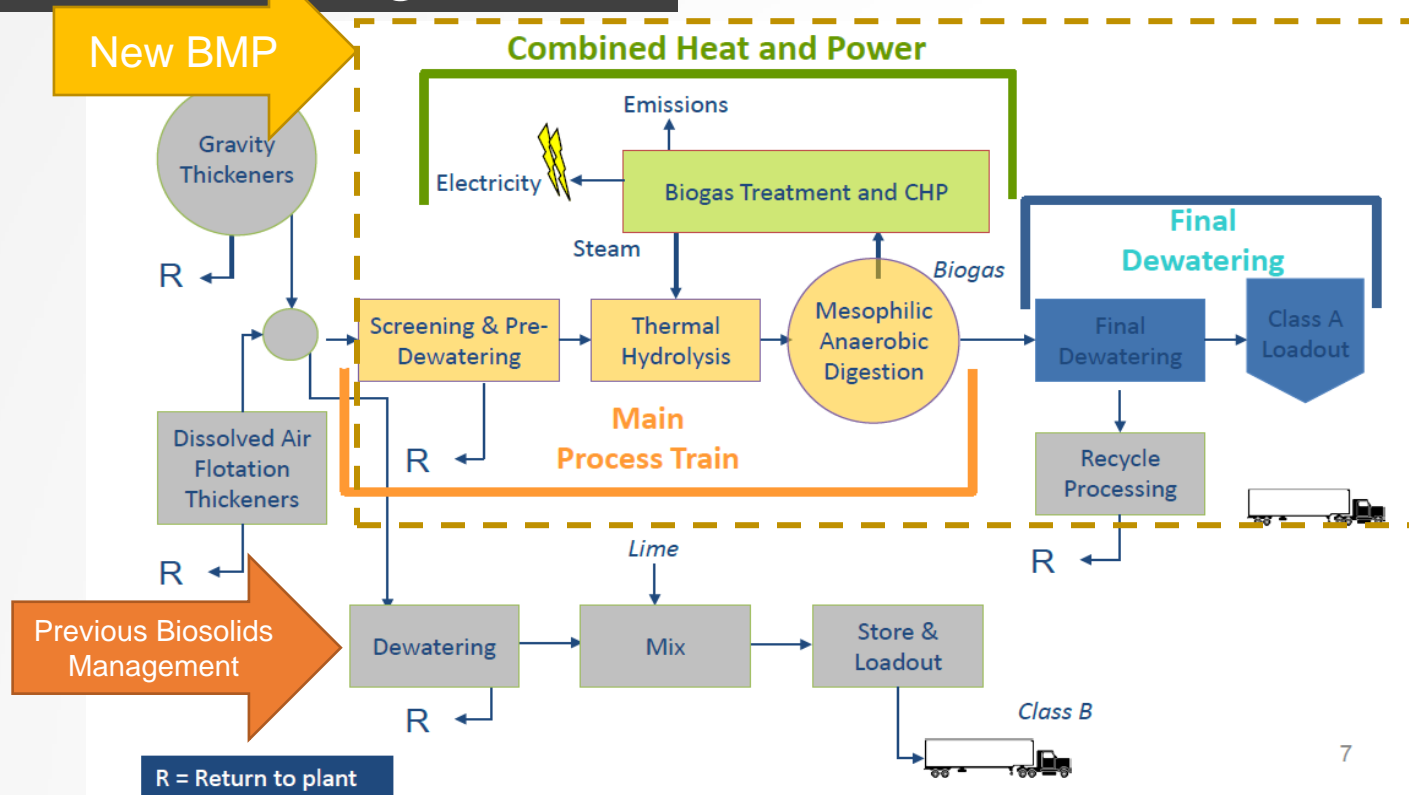 New BMP
Combined Heat and Power
Emissions
Gravity
Thickeners
Electricity
Biogas Treatment and CHP
Steam
Biogas
Final
Dewatering
R
Screening & Pre-
Dewatering
Thermal
Hydrolysis
Mesophilic
Anaerobic
Digestion
Final
Dewatering
Class A
Loadout
Main
Process Train
R
Dissolved Air
Flotation
Thickeners
Recycle
Processing
R
R
Lime
Previous Biosolids
Management
Dewatering
Mix
Store &
Loadout
R
Class B
7
R = Return to plant